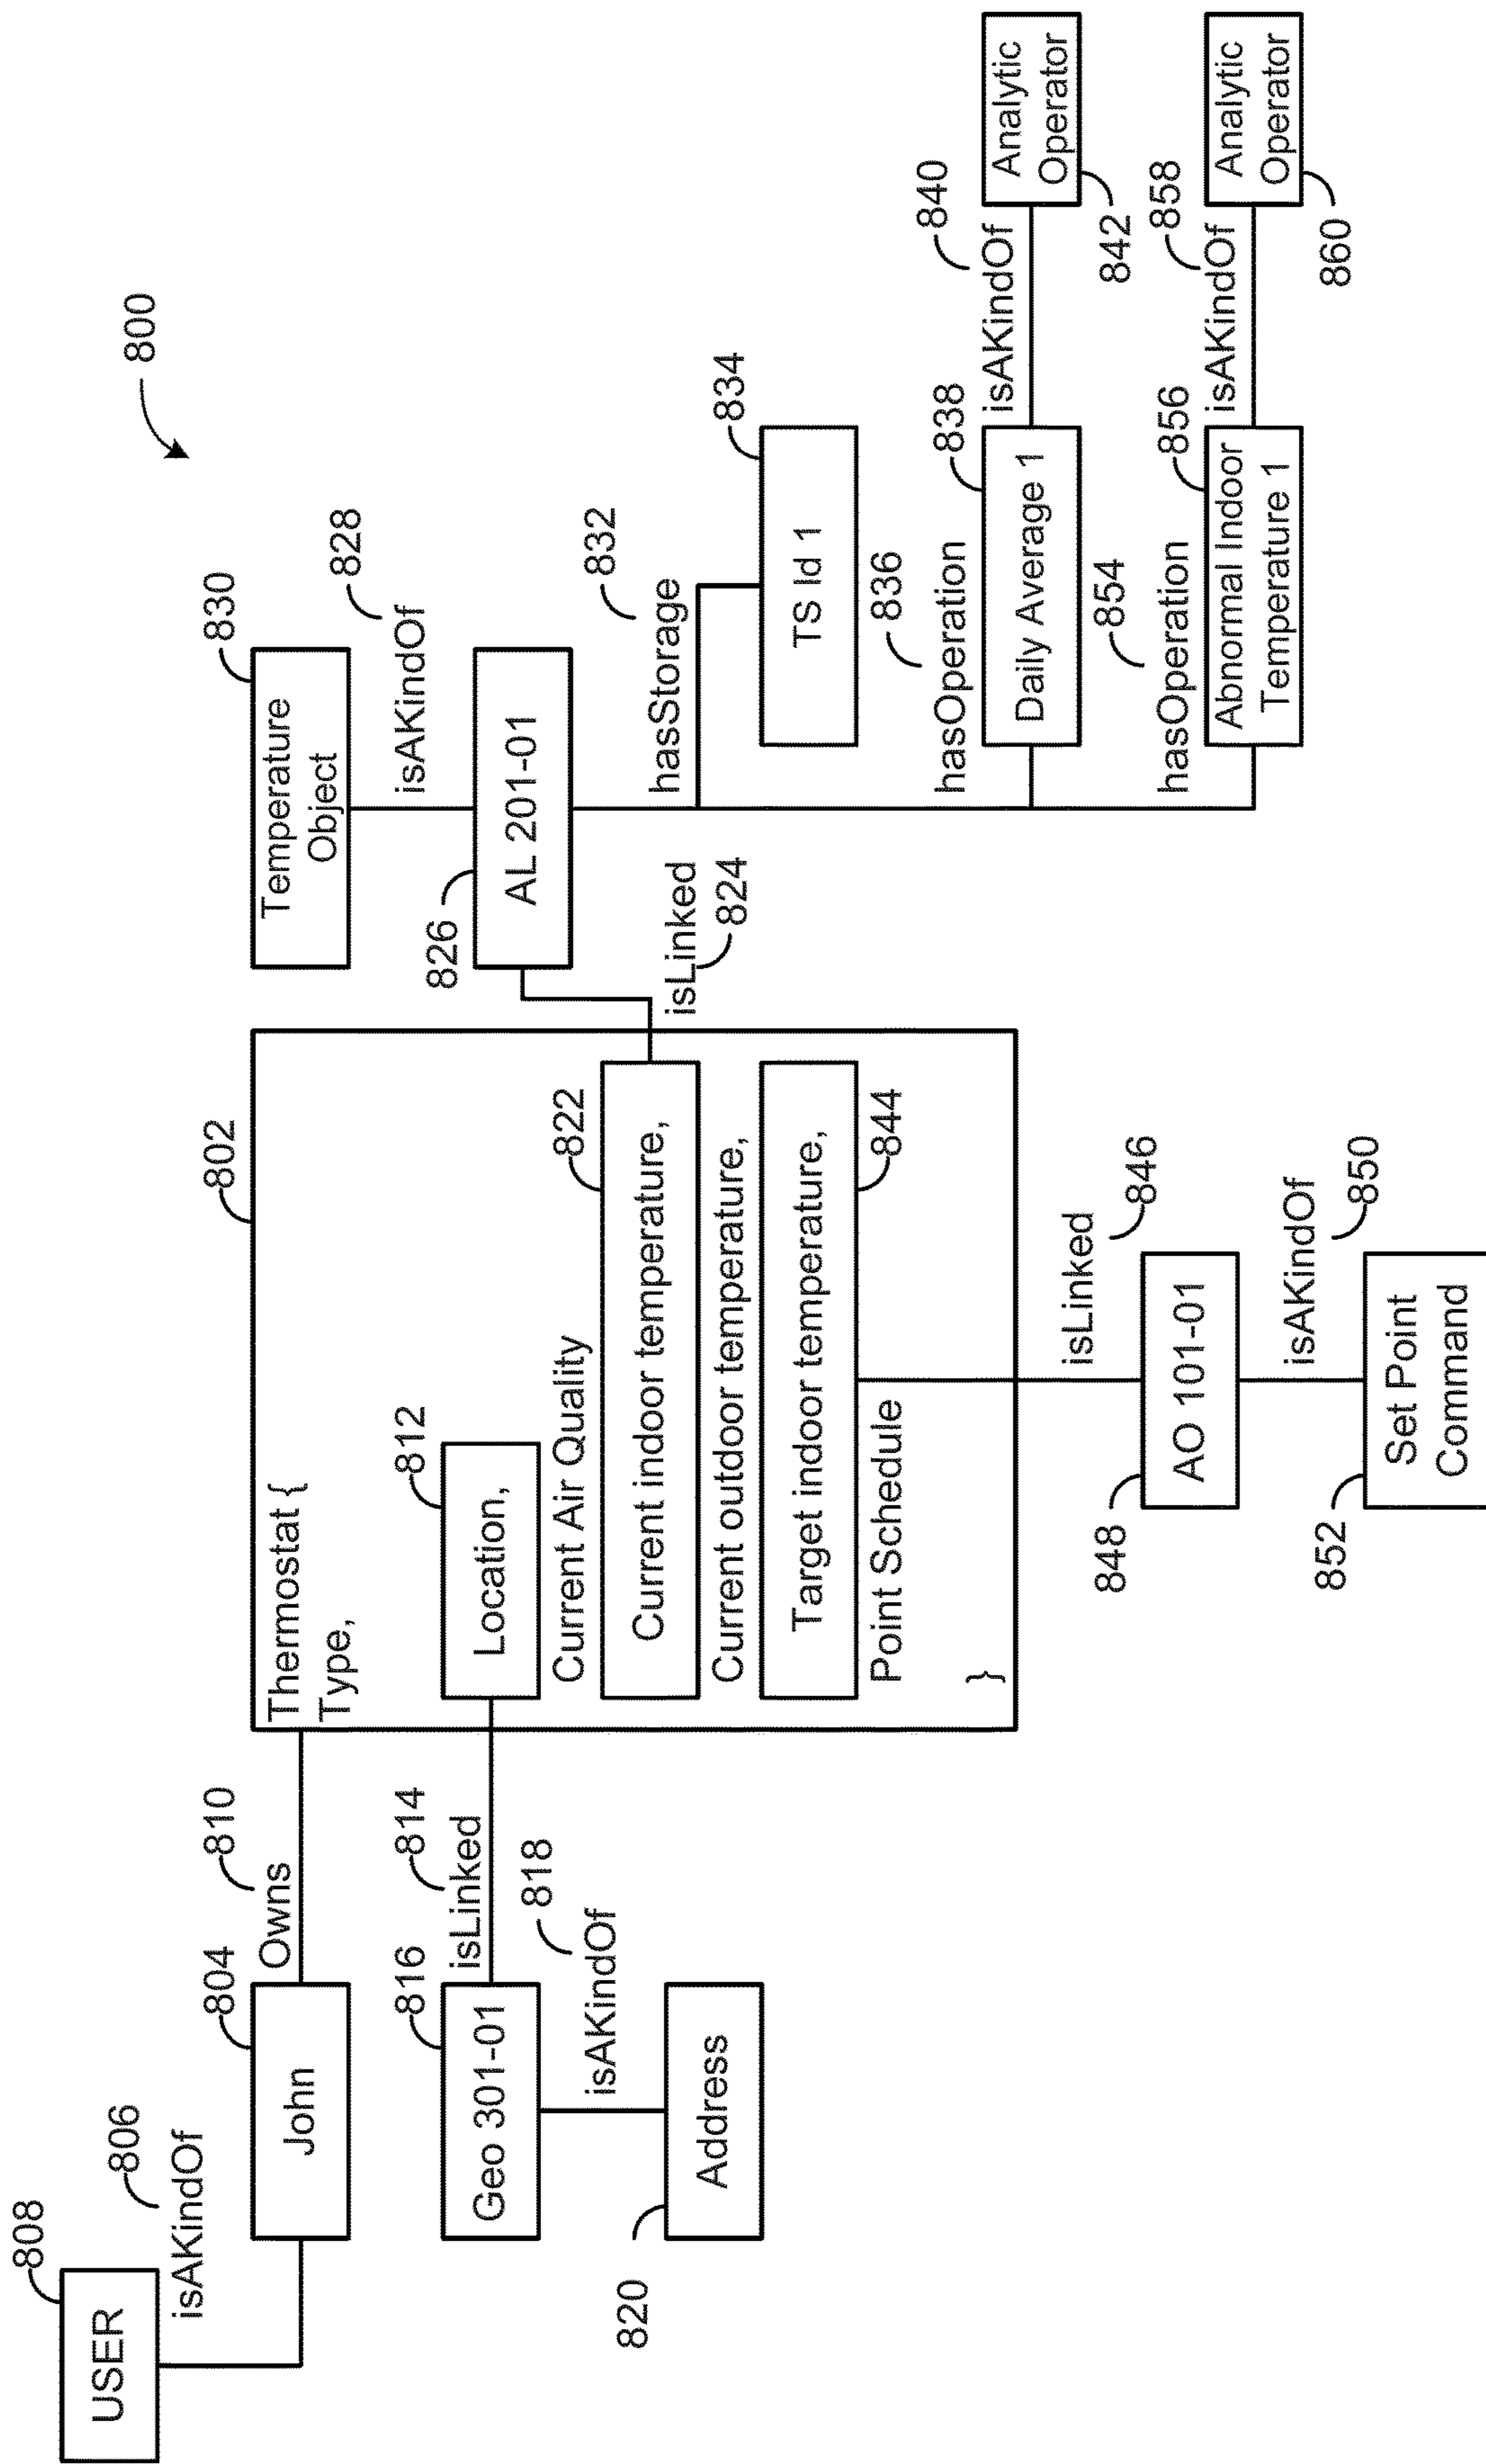 800
808
USER
806
isAKindOf
804
John
810
Owns
802
Thermostat {
Type,
812
Location,
814
isLinked
816
Geo 301-01
818
isAKindOf
820
Address
Current Air Quality
822
Current indoor temperature,
Current outdoor temperature,
Target indoor temperature,
844
Point Schedule
}
isLinked
824
826
AL 201-01
828
isAKindOf
830
Temperature
Object
832
hasStorage
834
TS Id 1
836
hasOperation
838
Daily Average 1
840
isAKindOf
Analytic
Operator
842
854
hasOperation
856
Abnormal Indoor
Temperature 1
858
isAKindOf
Analytic
Operator
860
isLinked
846
848
AO 101-01
isAKindOf
850
852
Set Point
Command